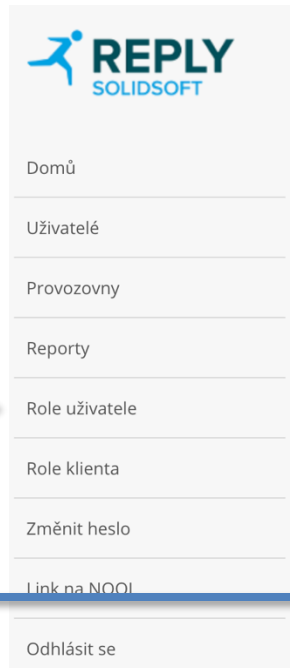 REPLY
SOLIDSOFT
Domů
Uživatelé
Provozovny
Reporty
Role uživatele
Role klienta
Změnit heslo
Link na
Odhlásit se